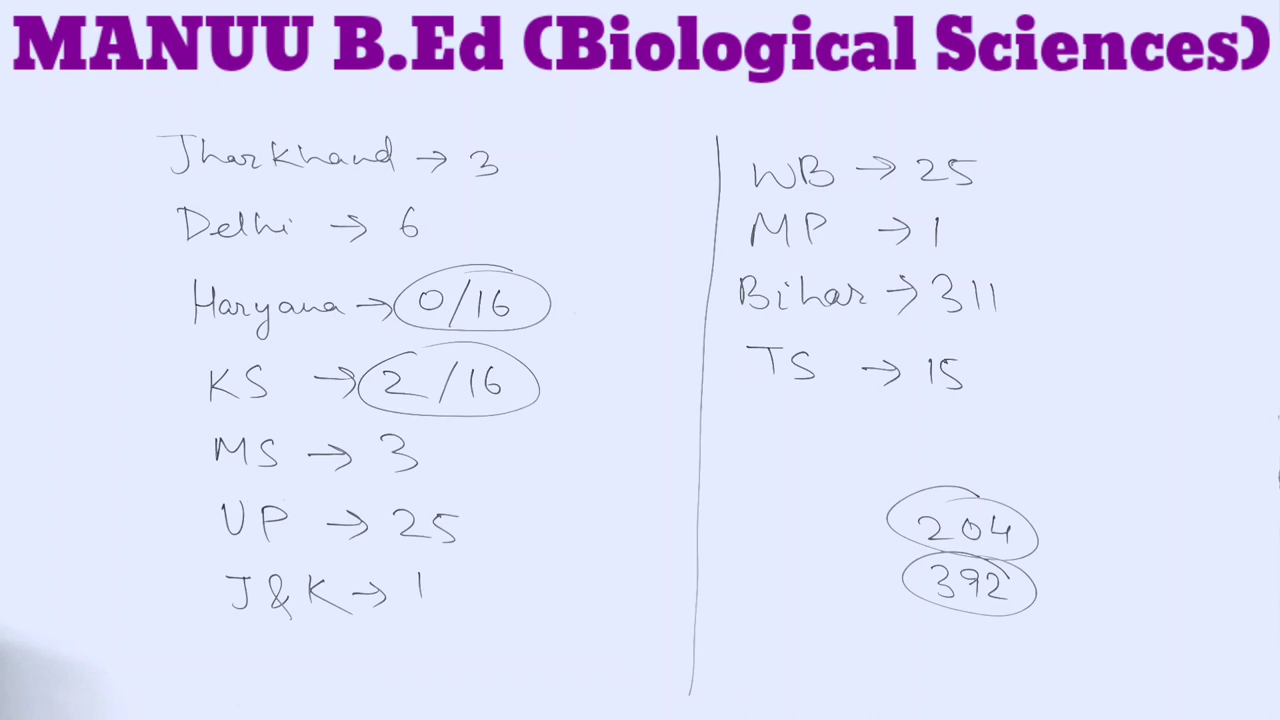 MANUU B.Ed (Biological Sciences)
Jharkhand → 3
Delhi → 6
Haryana → 0/16
KS → 2/16
MS → 3
UP → 25
J&K → 1
WB → 25
MP → 1
Bihar → 311
TS → 15
204
392